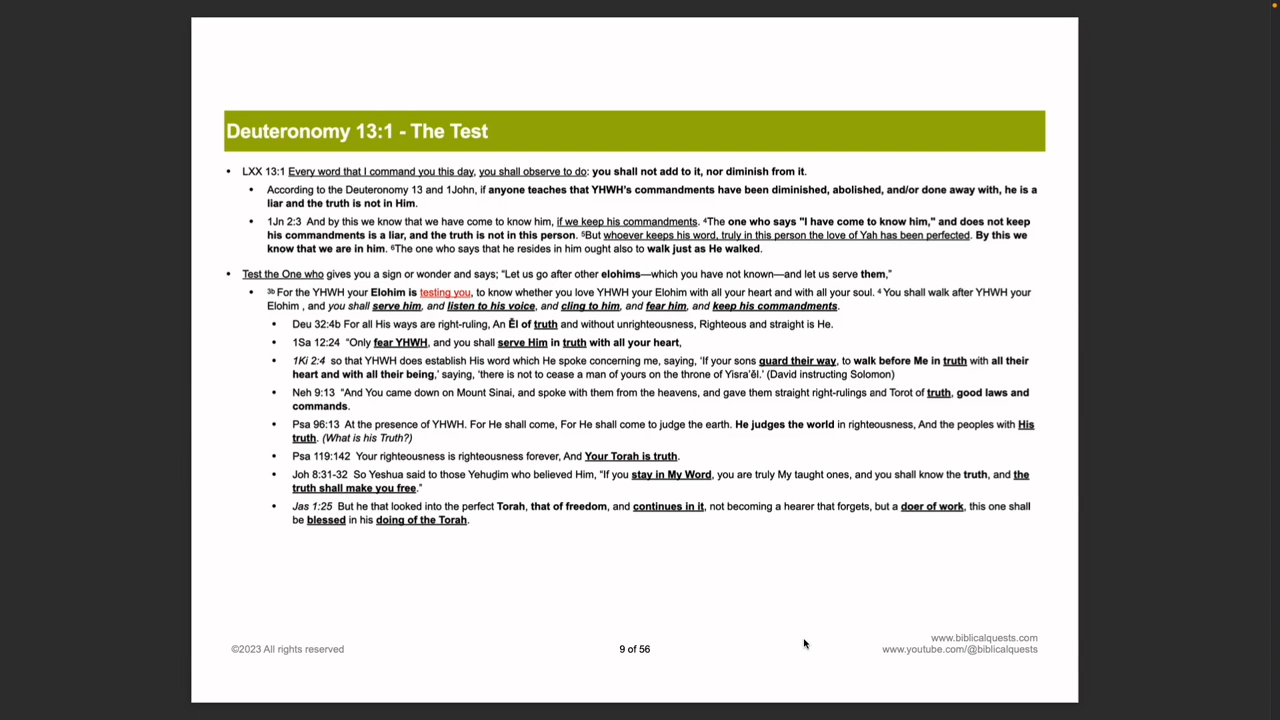 Deuteronomy 13:1 - The Test
• LXX 13:1 Every word that I command you this day, you shall observe to do: you shall not add to it, nor diminish from it.
• According to the Deuteronomy 13 and 1John, if anyone teaches that YHWH's commandments have been diminished, abolished, and/or done away with, he is a
liar and the truth is not in Him.
• 1Jn 2:3 And by this we know that we have come to know him, if we keep his commandments. ⁴The one who says "I have come to know him," and does not keep
his commandments is a liar, and the truth is not in this person. ⁵But whoever keeps his word, truly in this person the love of Yah has been perfected. By this we
know that we are in him. ⁶The one who says that he resides in him ought also to walk just as He walked.
• Test the One who gives you a sign or wonder and says; “Let us go after other elohims—which you have not known—and let us serve them,”
• ³ᵇ For the YHWH your Elohim is testing you, to know whether you love YHWH your Elohim with all your heart and with all your soul. ⁴ You shall walk after YHWH your
Elohim , and you shall serve him, and listen to his voice, and cling to him, and fear him, and keep his commandments.
• Deu 32:4b For all His ways are right-ruling, An Ěl of truth and without unrighteousness, Righteous and straight is He.
• 1Sa 12:24 “Only fear YHWH, and you shall serve Him in truth with all your heart,
• 1Ki 2:4 so that YHWH does establish His word which He spoke concerning me, saying, ‘If your sons guard their way, to walk before Me in truth with all their
heart and with all their being,’ saying, ‘there is not to cease a man of yours on the throne of Yisra’ěl.’ (David instructing Solomon)
• Neh 9:13 “And You came down on Mount Sinai, and spoke with them from the heavens, and gave them straight right-rulings and Torot of truth, good laws and
commands.
• Psa 96:13 At the presence of YHWH. For He shall come, For He shall come to judge the earth. He judges the world in righteousness, And the peoples with His
truth. (What is his Truth?)
• Psa 119:142 Your righteousness is righteousness forever, And Your Torah is truth.
• Joh 8:31-32 So Yeshua said to those Yehuḏim who believed Him, “If you stay in My Word, you are truly My taught ones, and you shall know the truth, and the
truth shall make you free.”
• Jas 1:25 But he that looked into the perfect Torah, that of freedom, and continues in it, not becoming a hearer that forgets, but a doer of work, this one shall
be blessed in his doing of the Torah.
©2023 All rights reserved
9 of 56
www.biblicalquests.com
www.youtube.com/@biblicalquests